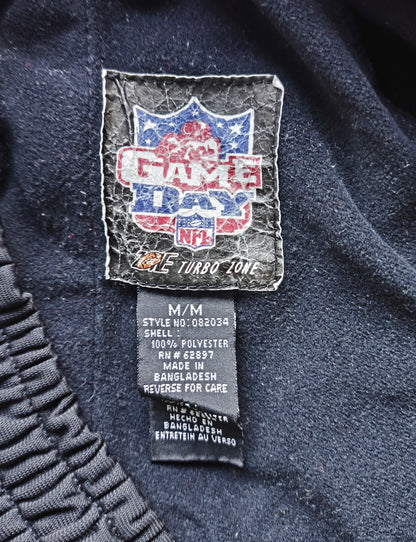 GAME
DAY
NFL
TURBO ZONE
M/M
STYLE NO: 082034
SHELL:
100% POLYESTER
RN # 62897
MADE IN
BANGLADESH
REVERSE FOR CARE
HECHO EN
BANGLADESH
ENTRETEIN AU VERSO